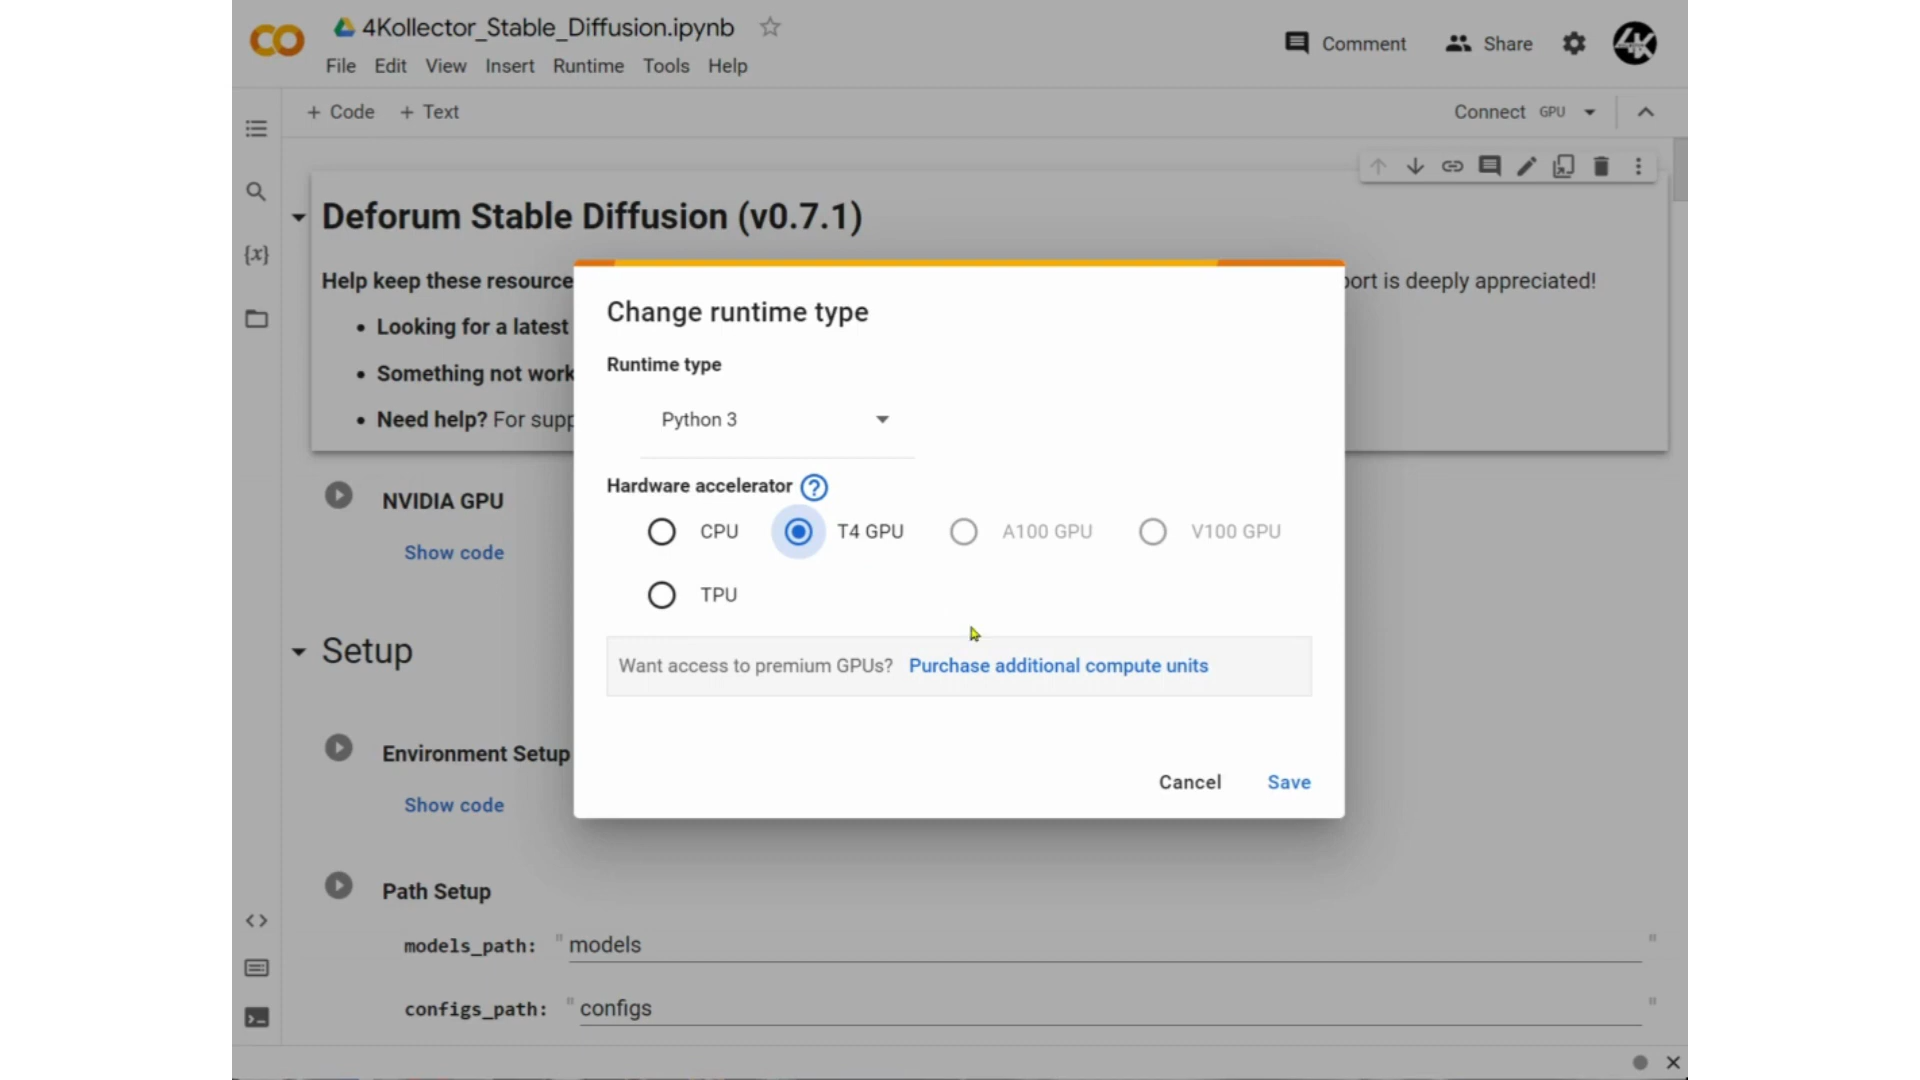 4Kollector_Stable_Diffusion.ipynb
File Edit View Insert Runtime Tools Help
Comment Share
+ Code + Text
Connect GPU
{x}
Deforum Stable Diffusion (v0.7.1)
Help keep these resource
ort is deeply appreciated!
Looking for a latest
Something not work
Need help? For supp
Change runtime type
Runtime type
Python 3
Hardware accelerator ?
CPU T4 GPU A100 GPU V100 GPU
TPU
Want access to premium GPUs? Purchase additional compute units
Cancel Save
NVIDIA GPU
Show code
Setup
Environment Setup
Show code
Path Setup
models_path: " models "
configs_path: " configs "